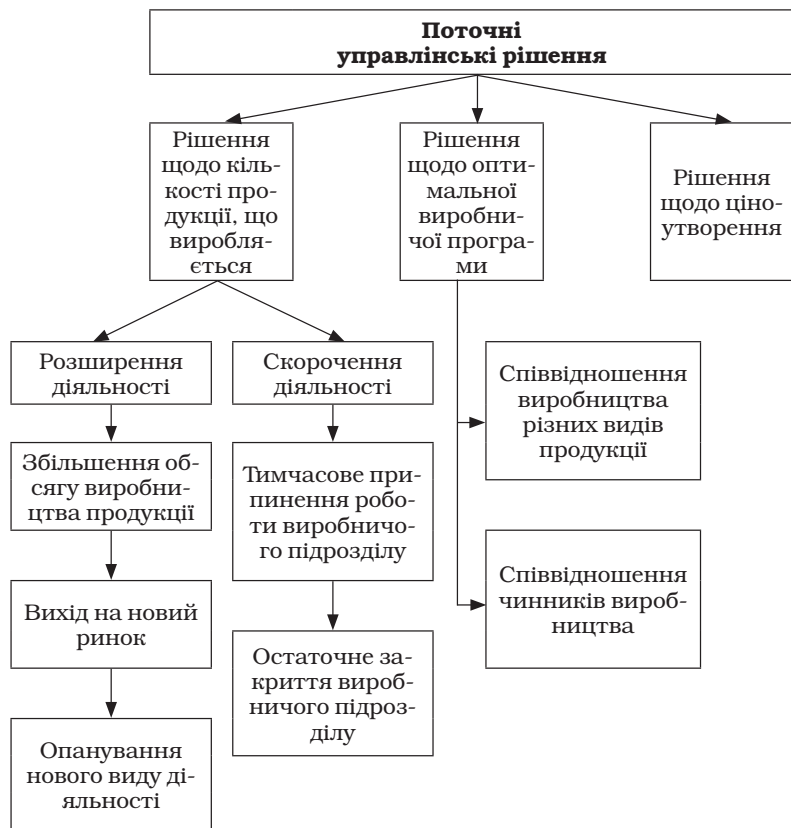 Поточні
управлінські рішення
Рішення
щодо кіль-
кості про-
дукції, що
виробля-
ється
Рішення
щодо опти-
мальної
виробни-
чої програ-
ми
Рішення
щодо ціно-
утворення
Розширення
діяльності
Скорочення
діяльності
Збільшення об-
сягу виробни-
цтва продукції
Тимчасове при-
пинення робо-
ти виробничо-
го підрозділу
Співвідношення
виробництва
різних видів
продукції
Вихід на новий
ринок
Остаточне за-
криття вироб-
ничого підроз-
ділу
Співвідношення
чинників вироб-
ництва
Опанування
нового виду ді-
яльності